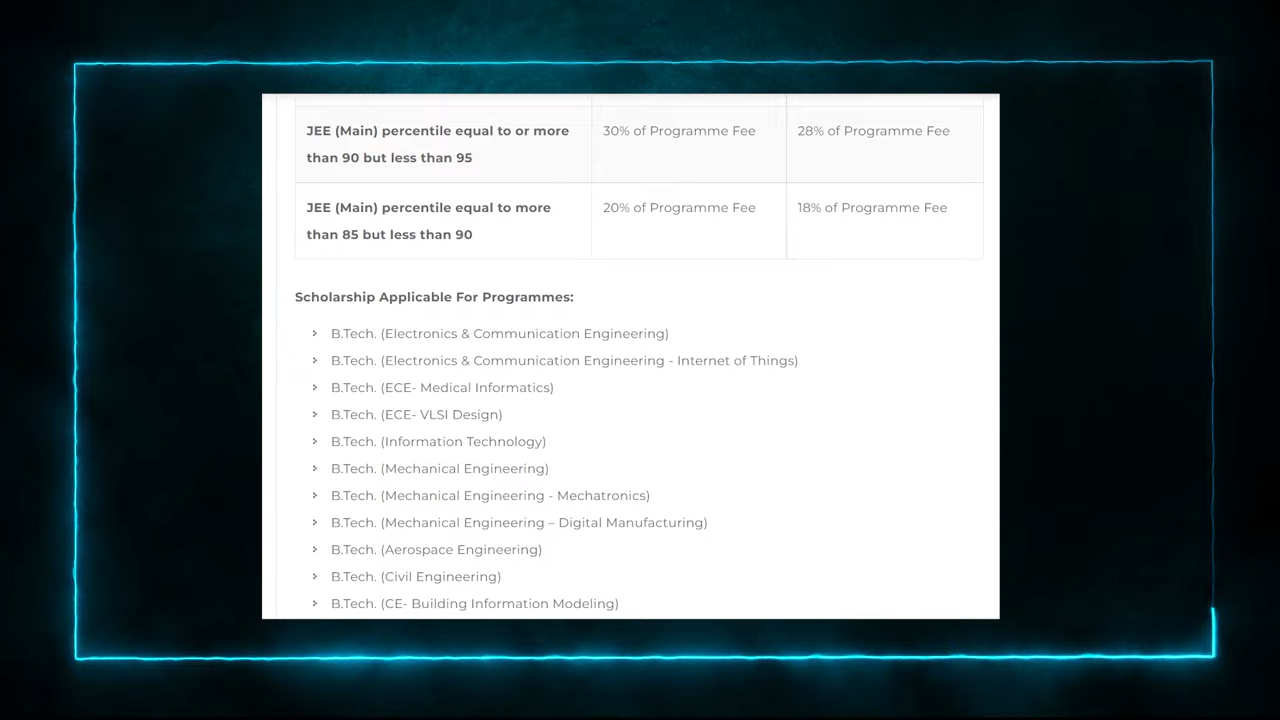 JEE (Main) percentile equal to or more
than 90 but less than 95
30% of Programme Fee
28% of Programme Fee
JEE (Main) percentile equal to more
than 85 but less than 90
20% of Programme Fee
18% of Programme Fee
Scholarship Applicable For Programmes:
B.Tech. (Electronics & Communication Engineering)
B.Tech. (Electronics & Communication Engineering - Internet of Things)
B.Tech. (ECE- Medical Informatics)
B.Tech. (ECE- VLSI Design)
B.Tech. (Information Technology)
B.Tech. (Mechanical Engineering)
B.Tech. (Mechanical Engineering - Mechatronics)
B.Tech. (Mechanical Engineering – Digital Manufacturing)
B.Tech. (Aerospace Engineering)
B.Tech. (Civil Engineering)
B.Tech. (CE- Building Information Modeling)